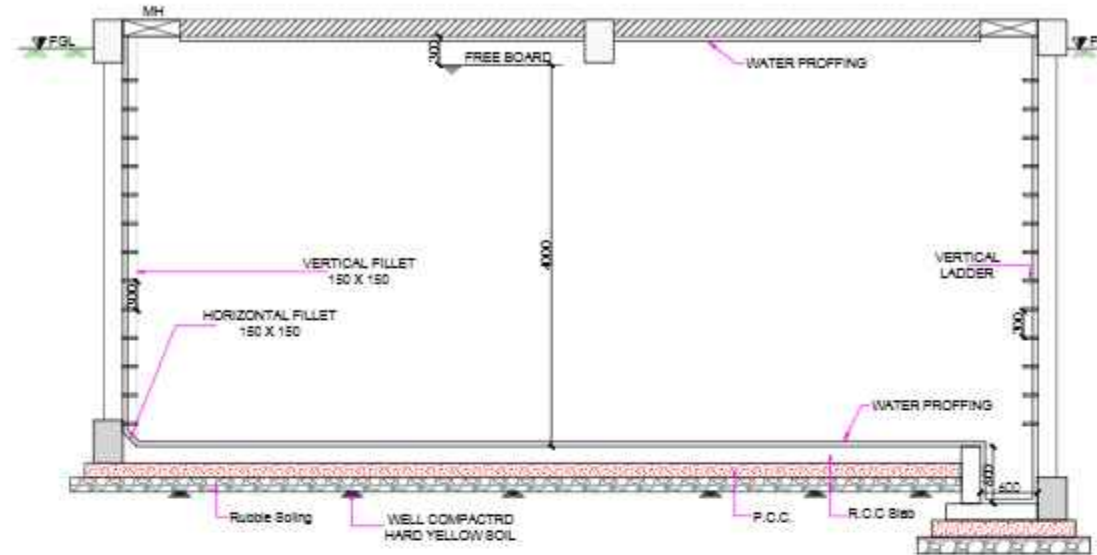 MH
FGL
300
FREE BOARD
WATER PROFFING
4000
VERTICAL FILLET
150 X 150
300
HORIZONTAL FILLET
150 X 150
VERTICAL
LADDER
300
WATER PROFFING
600
600
Rubble Soling
WELL COMPACTRD
HARD YELLOW SOIL
P.C.C.
R.C.C Slab